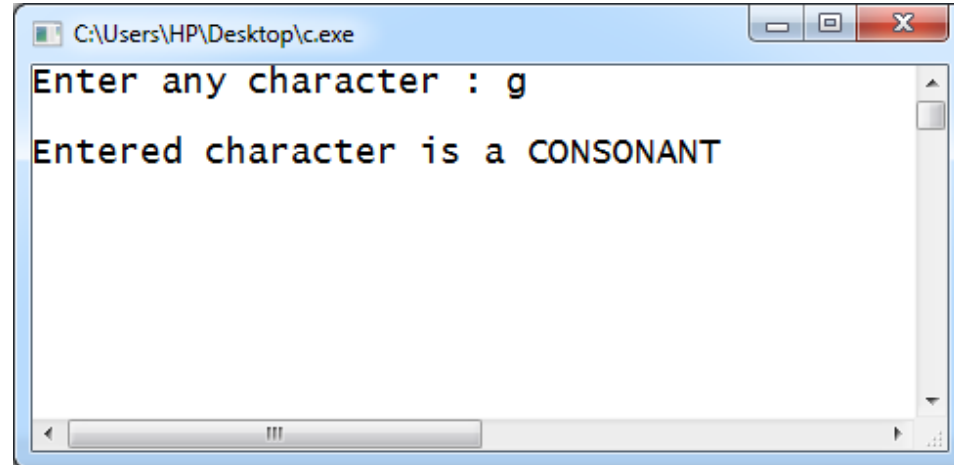 C:\Users\HP\Desktop\c.exe
Enter any character : g
Entered character is a CONSONANT